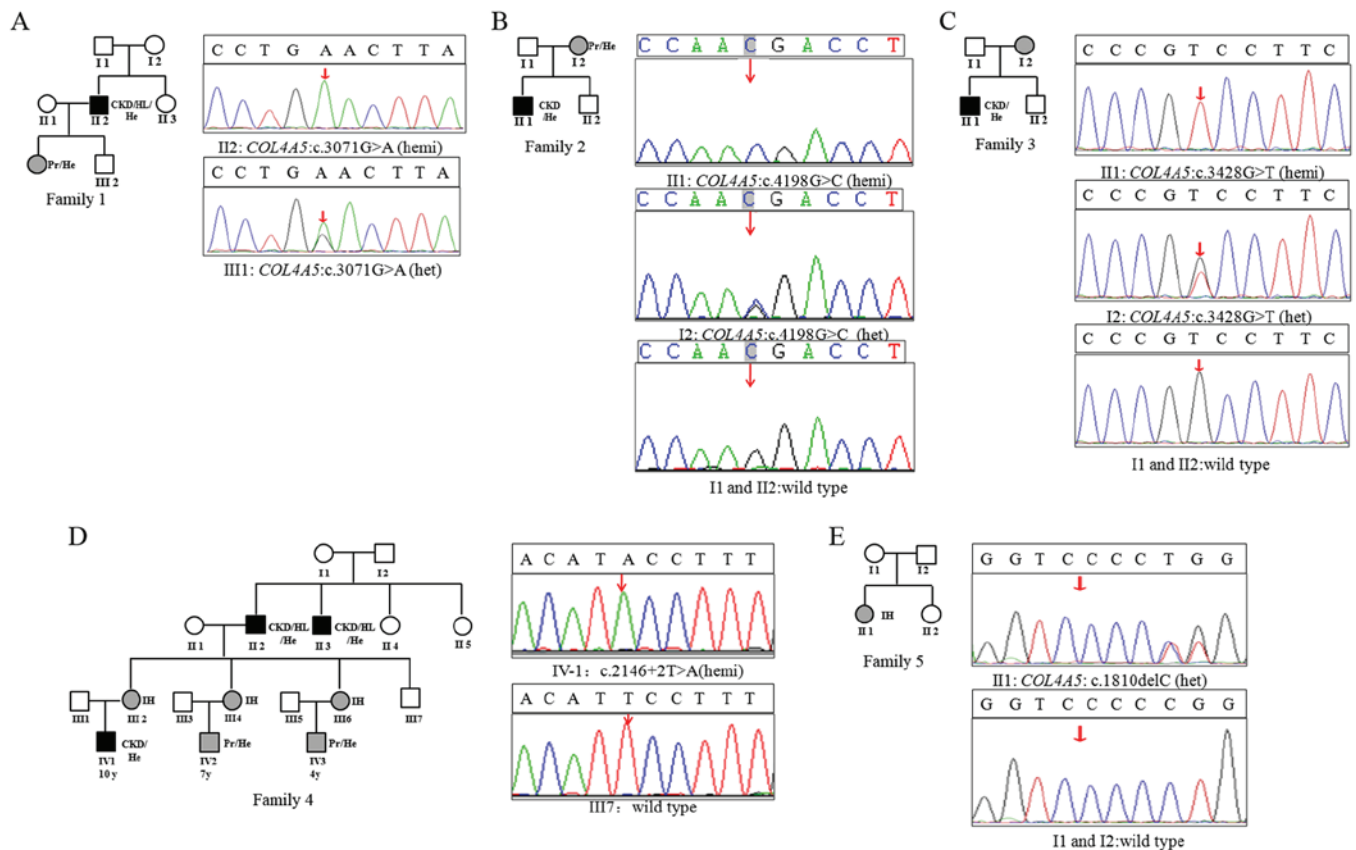 A
I 1
I 2
II 1
II 2
CKD/HL/
He
II 3
Pr/He
III 2
Family 1
C C T G A A C T T A
II2: COL4A5:c.3071G>A (hemi)
C C T G A A C T T A
III1: COL4A5:c.3071G>A (het)
B
I 1
Pr/He
I 2
II 1
CKD
/He
II 2
Family 2
C C A A C G A C C T
II1: COL4A5:c.4198G>C (hemi)
C C A A C G A C C T
I2: COL4A5:c.4198G>C (het)
C C A A C G A C C T
I1 and II2:wild type
C
I 1
I 2
II 1
CKD/
He
II 2
Family 3
C C C G T C C T T C
II1: COL4A5:c.3428G>T (hemi)
C C C G T C C T T C
I2: COL4A5:c.3428G>T (het)
C C C G T C C T T C
I1 and II2:wild type
D
I 1
I 2
II 1
II 2
CKD/HL
/He
II 3
CKD/HL
/He
II 4
II 5
III1
III 2
IH
III3
III4
IH
III5
III6
IH
III7
IV1
10 y
CKD/
He
IV2
7y
Pr/He
IV3
4y
Pr/He
Family 4
A C A T A C C T T T
IV-1: c.2146+2T>A(hemi)
A C A T T C C T T T
III7: wild type
E
I 1
I 2
II 1
IH
II 2
Family 5
G G T C C C C T G G
II1: COL4A5: c.1810delC (het)
G G T C C C C C G G
I1 and I2:wild type